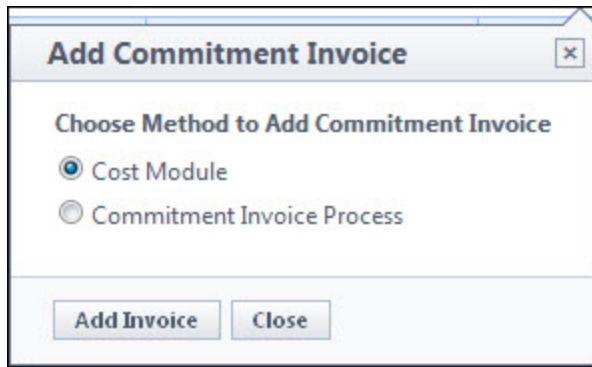 Add Commitment Invoice
Choose Method to Add Commitment Invoice
Cost Module
Commitment Invoice Process
Add Invoice Close